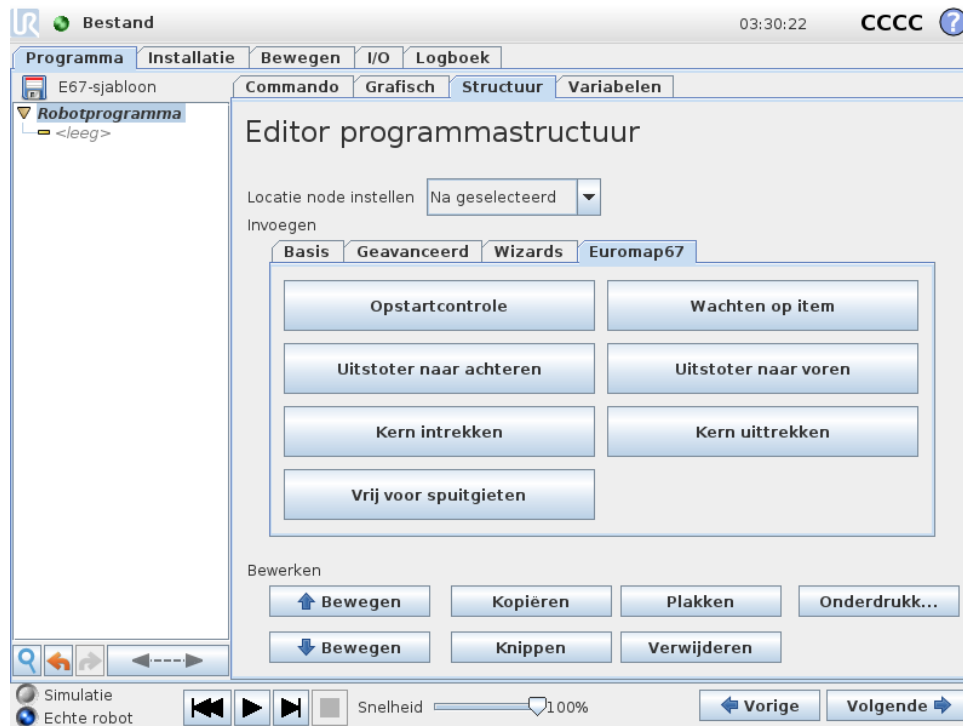 UR Bestand 03:30:22 CCCC ?
Programma Installatie Bewegen I/O Logboek
E67-sjabloon
Robotprogramma
<leeg>
Commando Grafisch Structuur Variabelen
Editor programmastructuur
Locatie node instellen Na geselecteerd
Invoegen
Basis Geavanceerd Wizards Euromap67
Opstartcontrole Wachten op item
Uitstoter naar achteren Uitstoter naar voren
Kern intrekken Kern uittrekken
Vrij voor spuitgieten
Bewerken
Bewegen Kopiëren Plakken Onderdrukk...
Bewegen Knippen Verwijderen
Simulatie
Echte robot
Snelheid 100%
Vorige Volgende